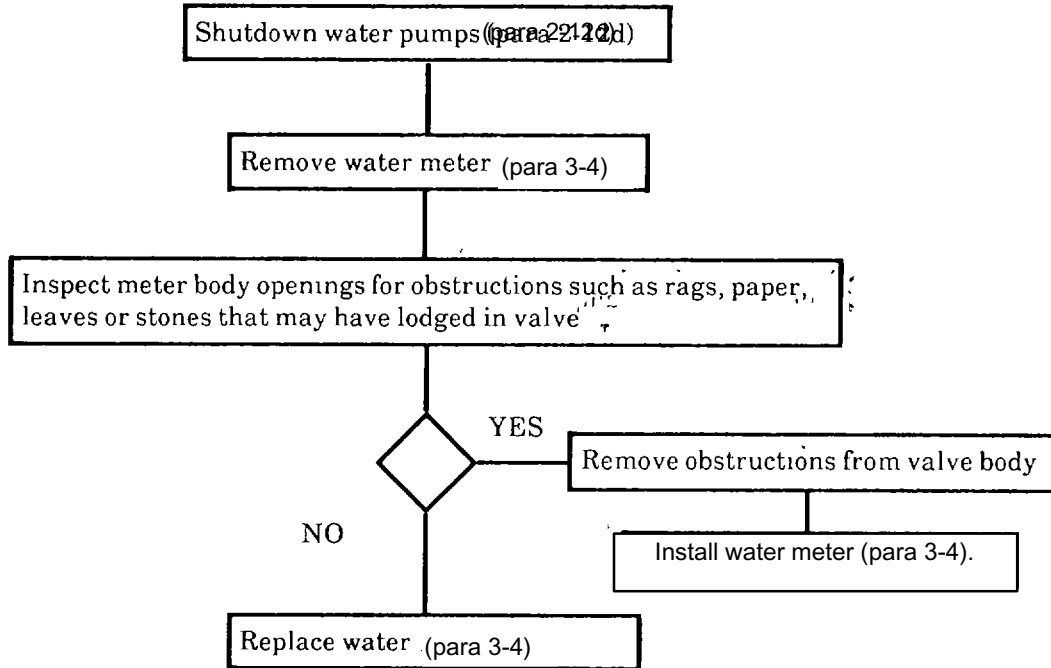 Shutdown water pumps
Remove water meter (para 3-4)
Inspect meter body openings for obstructions such as rags, paper,
leaves or stones that may have lodged in valve
YES
Remove obstructions from valve body
NO
Install water meter (para 3-4).
Replace water (para 3-4)